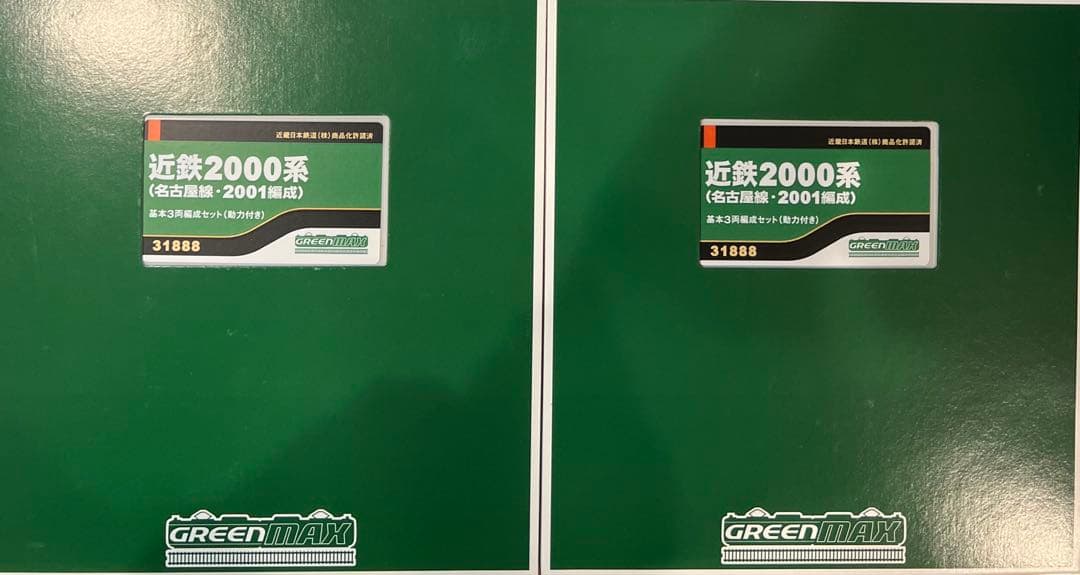 近畿日本鉄道(株)商品化許諾済
近鉄2000系
(名古屋線・2001編成)
基本3両編成セット(動力付き)
31888
GREENMAX
GREENMAX
近畿日本鉄道(株)商品化許諾済
近鉄2000系
(名古屋線・2001編成)
基本3両編成セット(動力付き)
31888
GREENMAX
GREENMAX